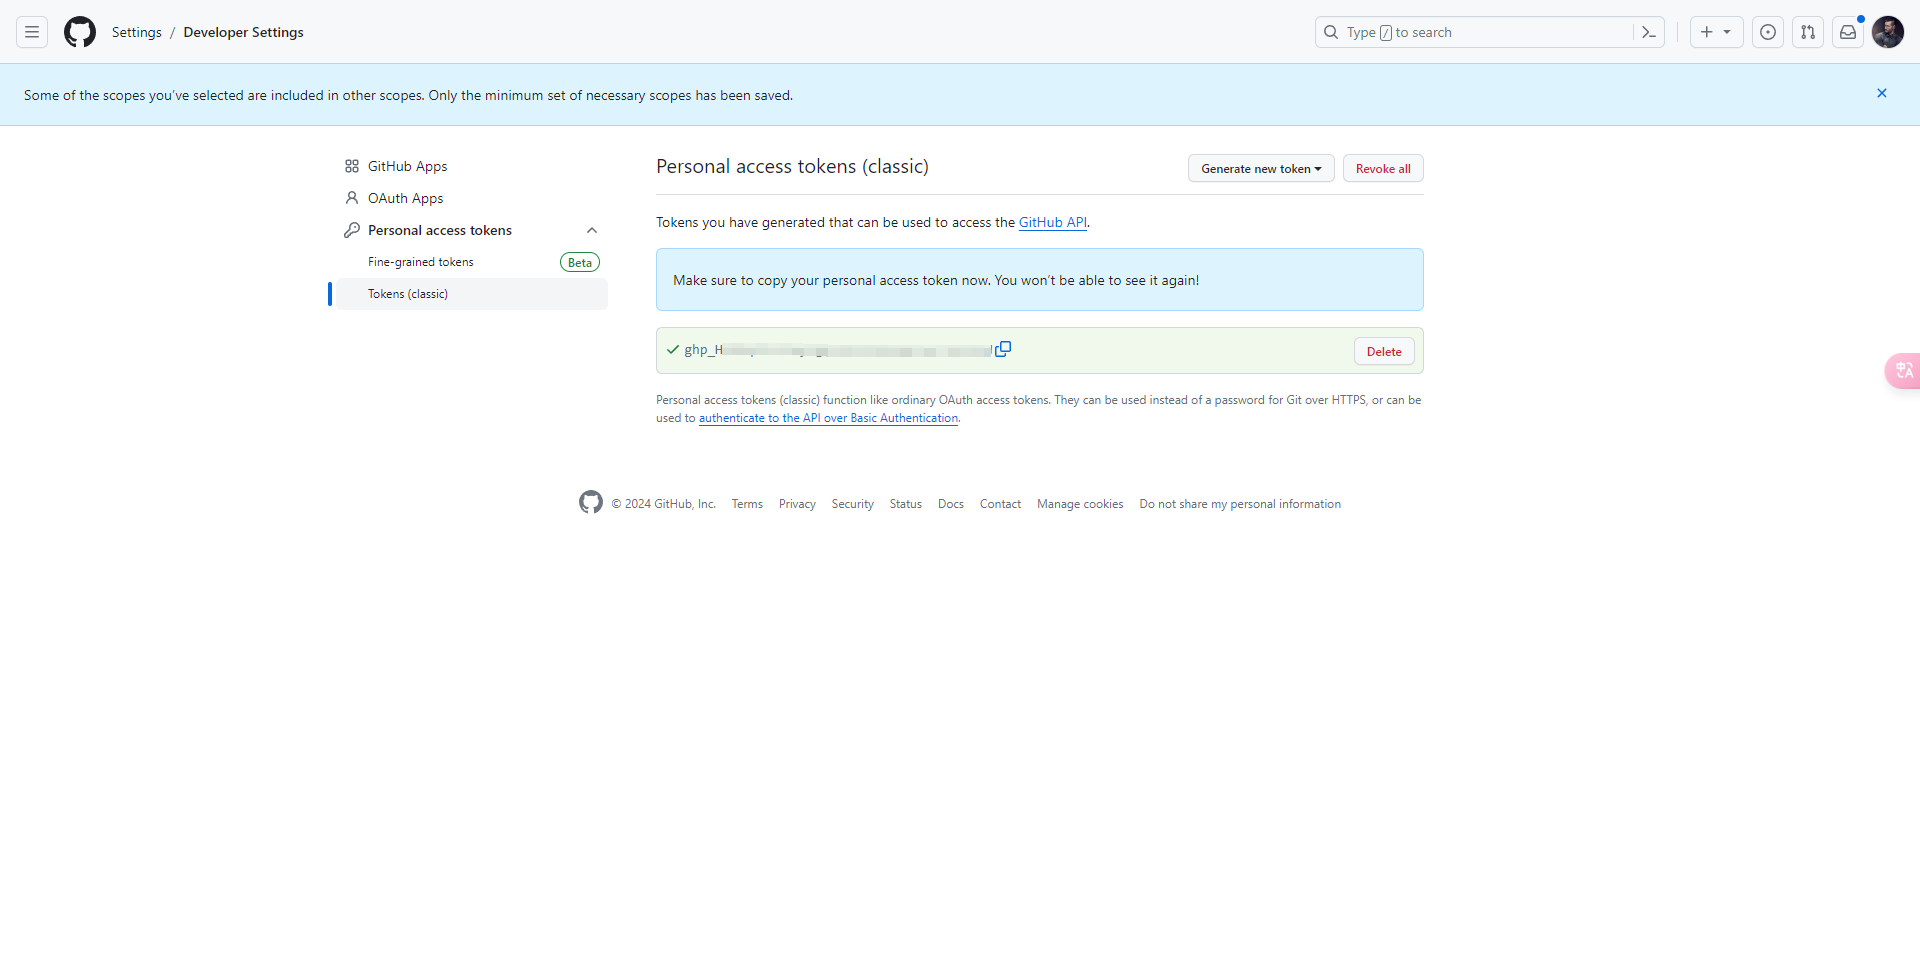 Settings / Developer Settings
Type / to search
Some of the scopes you’ve selected are included in other scopes. Only the minimum set of necessary scopes has been saved.
GitHub Apps
OAuth Apps
Personal access tokens
Fine-grained tokens Beta
Tokens (classic)
Personal access tokens (classic)
Generate new token
Revoke all
Tokens you have generated that can be used to access the GitHub API.
Make sure to copy your personal access token now. You won’t be able to see it again!
ghp_H
Delete
Personal access tokens (classic) function like ordinary OAuth access tokens. They can be used instead of a password for Git over HTTPS, or can be
used to authenticate to the API over Basic Authentication.
© 2024 GitHub, Inc. Terms Privacy Security Status Docs Contact Manage cookies Do not share my personal information